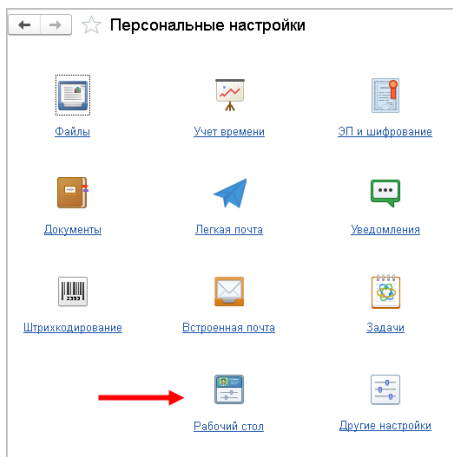 Персональные настройки
Файлы
Учет времени
ЭП и шифрование
Документы
Легкая почта
Уведомления
2393
Штрихкодирование
Встроенная почта
Задачи
Рабочий стол
Другие настройки